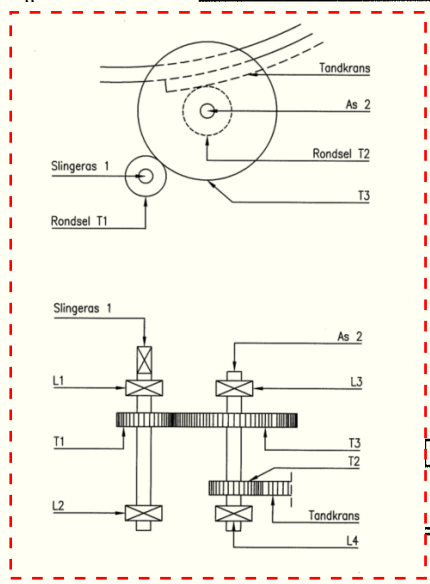 Tandkrans
As 2
Rondsel T2
Slingeras 1
T3
Rondsel T1
Slingeras 1
As 2
L1
L3
T1
T3
T2
L2
Tandkrans
L4